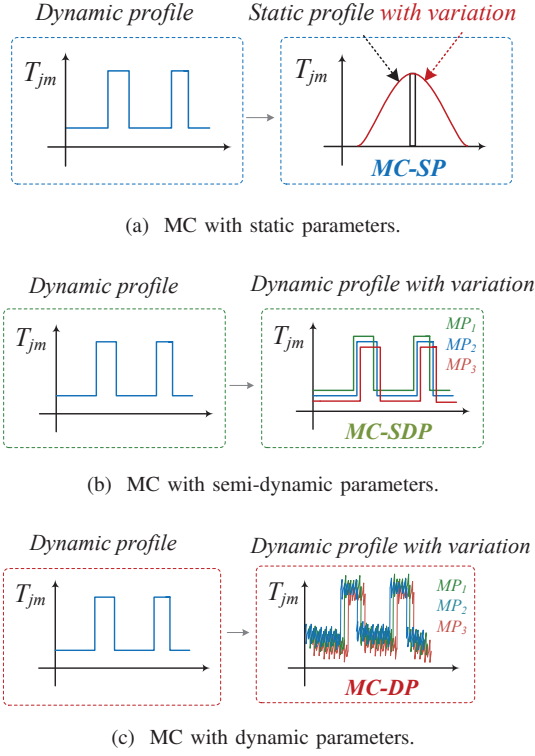 Dynamic profile
Static profile with variation
T_jm
T_jm
MC-SP
(a) MC with static parameters.
Dynamic profile
Dynamic profile with variation
T_jm
T_jm
MP_1
MP_2
MP_3
MC-SDP
(b) MC with semi-dynamic parameters.
Dynamic profile
Dynamic profile with variation
T_jm
T_jm
MP_1
MP_2
MP_3
MC-DP
(c) MC with dynamic parameters.